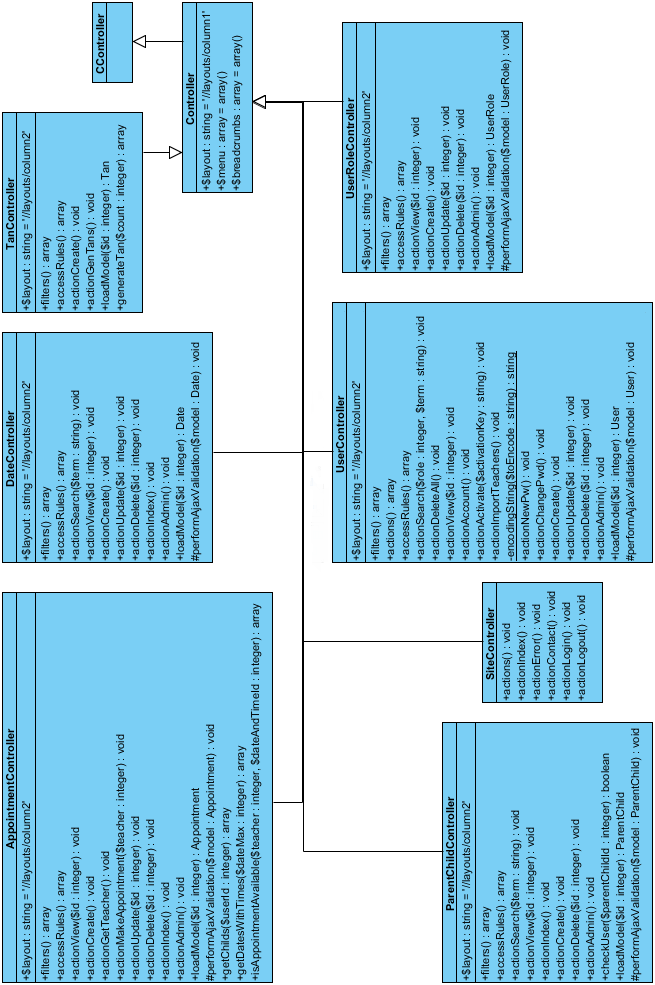 CController
Controller
+$layout : string = '//layouts/column1'
+$menu : array = array()
+$breadcrumbs : array = array()
TanController
+$layout : string = '//layouts/column2'
+filters() : array
+accessRules() : array
+actionCreate() : void
+actionGenTans() : void
+loadModel($id : integer) : Tan
+generateTan($count : integer) : array
UserRoleController
+$layout : string = '//layouts/column2'
+filters() : array
+accessRules() : array
+actionView($id : integer) : void
+actionCreate() : void
+actionUpdate($id : integer) : void
+actionDelete($id : integer) : void
+actionAdmin() : void
+loadModel($id : integer) : UserRole
#performAjaxValidation($model : UserRole) : void
DateController
+$layout : string = '//layouts/column2'
+filters() : array
+accessRules() : array
+actionSearch($term : string) : void
+actionView($id : integer) : void
+actionCreate() : void
+actionUpdate($id : integer) : void
+actionDelete($id : integer) : void
+actionIndex() : void
+actionAdmin() : void
+loadModel($id : integer) : Date
#performAjaxValidation($model : Date) : void
UserController
+$layout : string = '//layouts/column2'
+filters() : array
+actions() : array
+accessRules() : array
+actionSearch($role : integer, $term : string) : void
+actionDeleteAll() : void
+actionView($id : integer) : void
+actionAccount() : void
+actionActivate($activationKey : string) : void
+actionImportTeachers() : void
-encodingString($toEncode : string) : string
+actionNewPw() : void
+actionChangePwd() : void
+actionCreate() : void
+actionUpdate($id : integer) : void
+actionDelete($id : integer) : void
+actionAdmin() : void
+loadModel($id : integer) : User
#performAjaxValidation($model : User) : void
AppointmentController
+$layout : string = '//layouts/column2'
+filters() : array
+accessRules() : array
+actionView($id : integer) : void
+actionCreate() : void
+actionGetTeacher() : void
+actionMakeAppointment($teacher : integer) : void
+actionUpdate($id : integer) : void
+actionDelete($id : integer) : void
+actionIndex() : void
+actionAdmin() : void
+loadModel($id : integer) : Appointment
#performAjaxValidation($model : Appointment) : void
+getChilds($userId : integer) : array
+getDatesWithTimes($dateMax : integer) : array
+isAppointmentAvailable($teacher : integer, $dateAndTimeId : integer) : array
SiteController
+actions() : void
+actionIndex() : void
+actionError() : void
+actionContact() : void
+actionLogin() : void
+actionLogout() : void
ParentChildController
+$layout : string = '//layouts/column2'
+filters() : array
+accessRules() : array
+actionSearch($term : string) : void
+actionView($id : integer) : void
+actionIndex() : void
+actionCreate() : void
+actionDelete($id : integer) : void
+actionAdmin() : void
+checkUser($parentChildId : integer) : boolean
+loadModel($id : integer) : ParentChild
#performAjaxValidation($model : ParentChild) : void